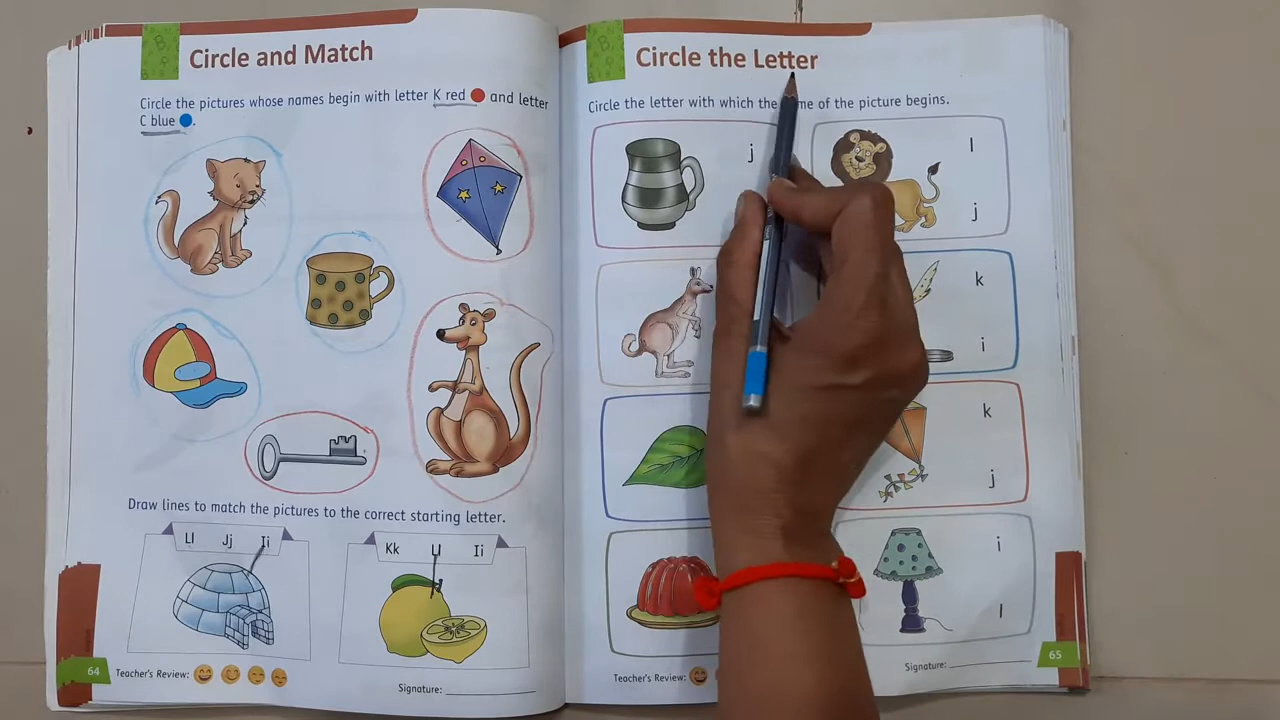 Circle and Match
Circle the pictures whose names begin with letter K red and letter
C blue .
Draw lines to match the pictures to the correct starting letter.
Ll Jj Ii
Kk Ll Ii
64
Teacher's Review:
Signature:
Circle the Letter
Circle the letter with which the me of the picture begins.
j
l
j
k
i
k
j
i
l
Teacher's Review:
Signature:
65